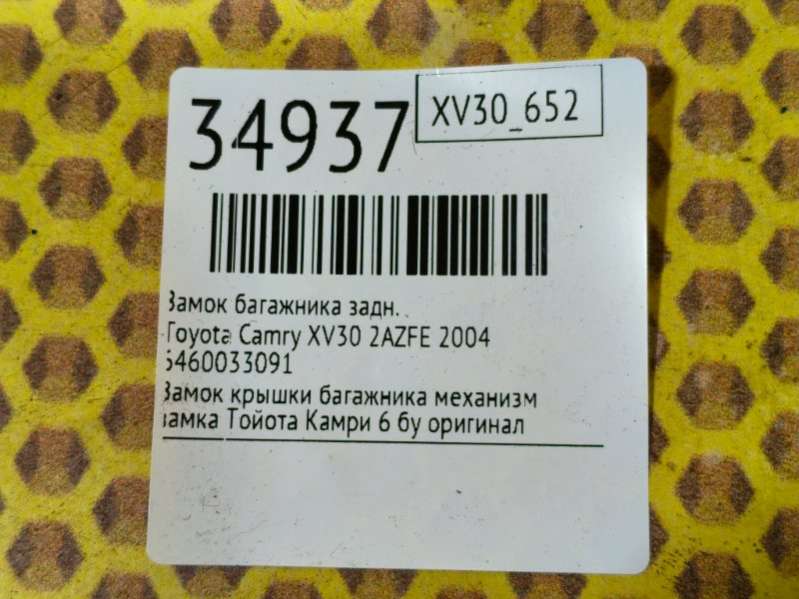 34937
XV30_652
Замок багажника задн.
Toyota Camry XV30 2AZFE 2004
6460033091
Замок крышки багажника механизм
замка Тойота Камри 6 бу оригинал